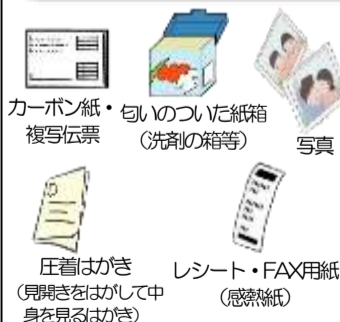 カーボン紙・
複写伝票
匂いのついた紙箱
（洗剤の箱等）
写真
圧着はがき
（見開きをはがして中
身を見るはがき）
レシート・FAX用紙
（感熱紙）